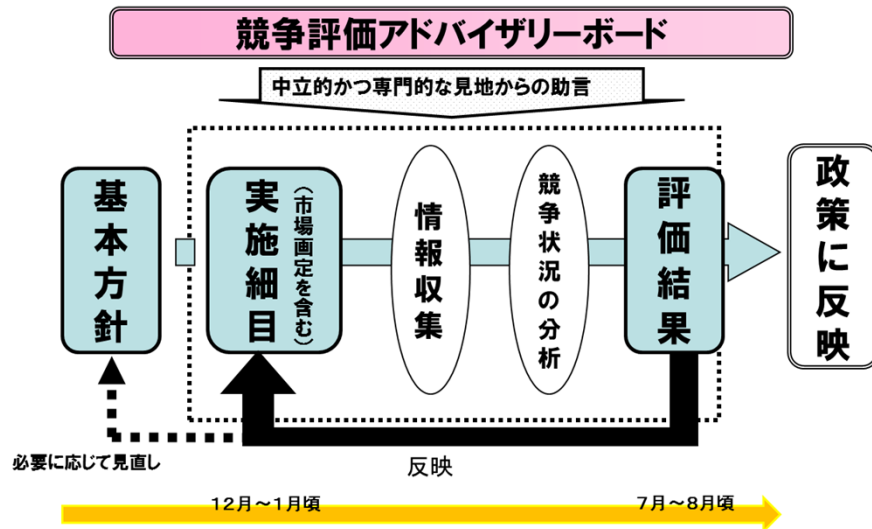 競争評価アドバイザリーボード
中立的かつ専門的な見地からの助言
基本方針
実施細目
(市場画定を含む)
情報収集
競争状況の分析
評価結果
政策に反映
必要に応じて見直し
反映
12月~1月頃
7月~8月頃